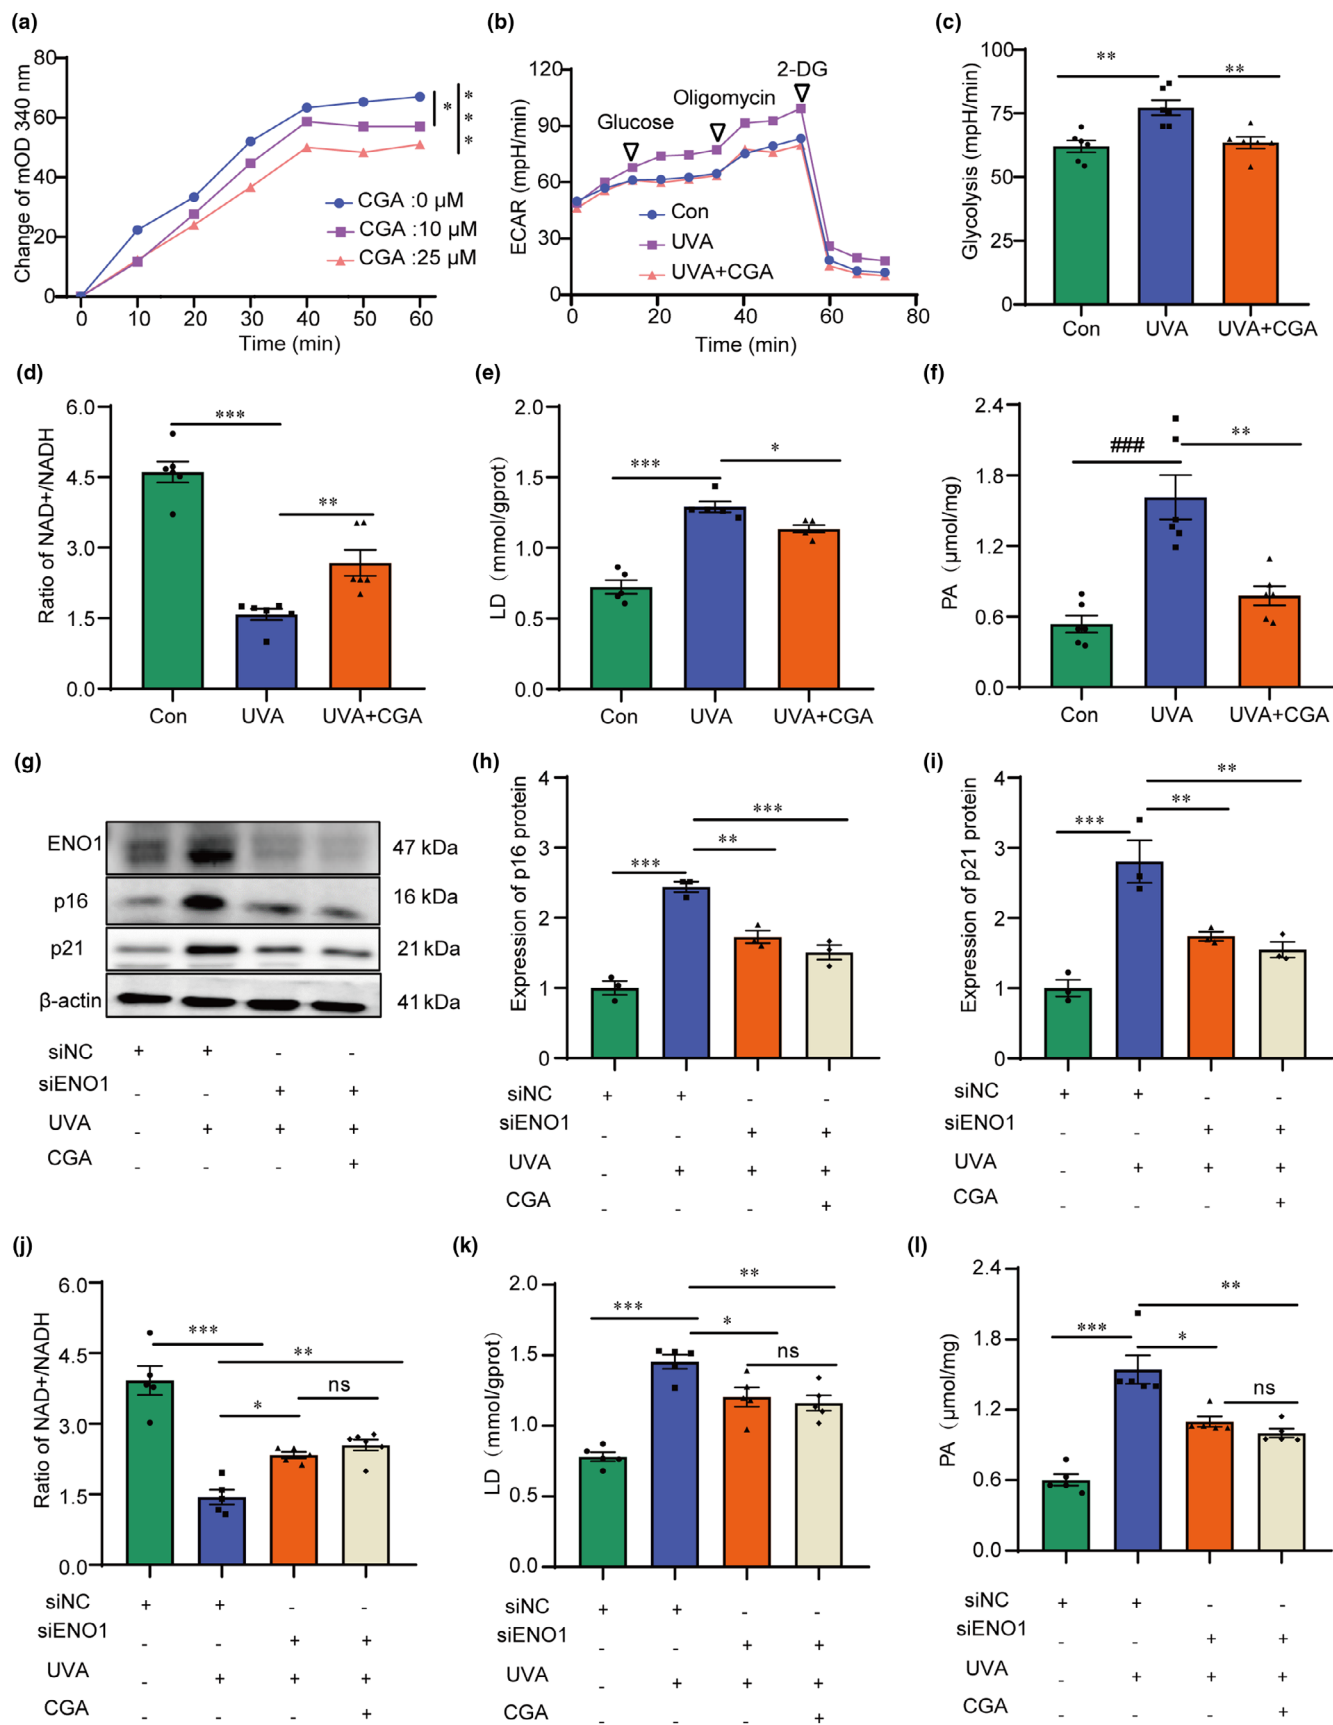 (a)
80
60
40
20
0
Change of mOD 340 nm
*
***
CGA :0 µM
CGA :10 µM
CGA :25 µM
0 10 20 30 40 50 60
Time (min)
(b)
120
90
60
30
0
ECAR (mpH/min)
2-DG
Oligomycin
Glucose
Con
UVA
UVA+CGA
0 20 40 60 80
Time (min)
(c)
100
75
50
25
0
Glycolysis (mpH/min)
** **
Con UVA UVA+CGA
(d)
6.0
4.5
3.0
1.5
0.0
Ratio of NAD+/NADH
***
**
Con UVA UVA+CGA
(e)
2.0
1.5
1.0
0.5
0.0
LD (mmol/gprot)
*
***
Con UVA UVA+CGA
(f)
2.4
1.8
1.2
0.6
0.0
PA (µmol/mg)
### **
Con UVA UVA+CGA
(g)
ENO1 47 kDa
p16 16 kDa
p21 21 kDa
β-actin 41 kDa
siNC + + - -
siENO1 - - + +
UVA - + + +
CGA - - - +
(h)
4
3
2
1
0
Expression of p16 protein
***
**
***
siNC + + - -
siENO1 - - + +
UVA - + + +
CGA - - - +
(i)
4
3
2
1
0
Expression of p21 protein
**
**
***
siNC + + - -
siENO1 - - + +
UVA - + + +
CGA - - - +
(j)
6.0
4.5
3.0
1.5
0.0
Ratio of NAD+/NADH
***
**
ns
*
siNC + + - -
siENO1 - - + +
UVA - + + +
CGA - - - +
(k)
2.0
1.5
1.0
0.5
0.0
LD (mmol/gprot)
**
***
*
ns
siNC + + - -
siENO1 - - + +
UVA - + + +
CGA - - - +
(l)
2.4
1.8
1.2
0.6
0.0
PA (µmol/mg)
**
***
*
ns
siNC + + - -
siENO1 - - + +
UVA - + + +
CGA - - - +